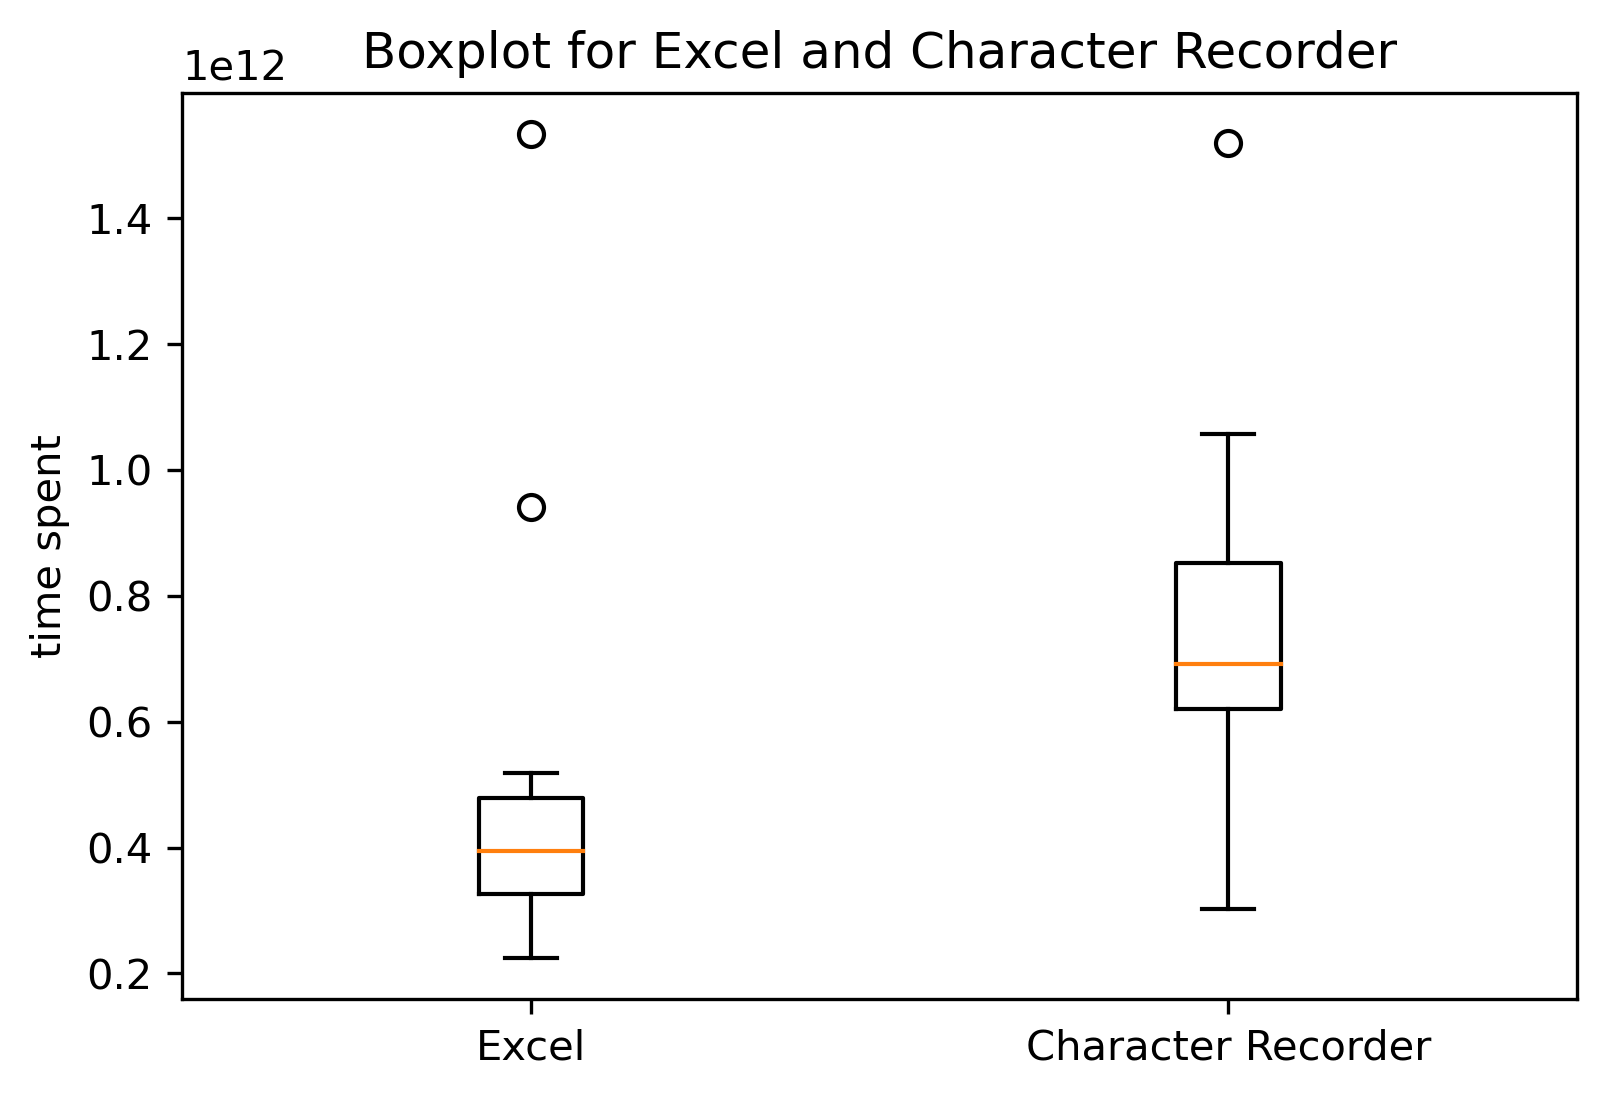 Boxplot for Excel and Character Recorder
1e12
1.4
1.2
1.0
0.8
0.6
0.4
0.2
time spent
Excel
Character Recorder